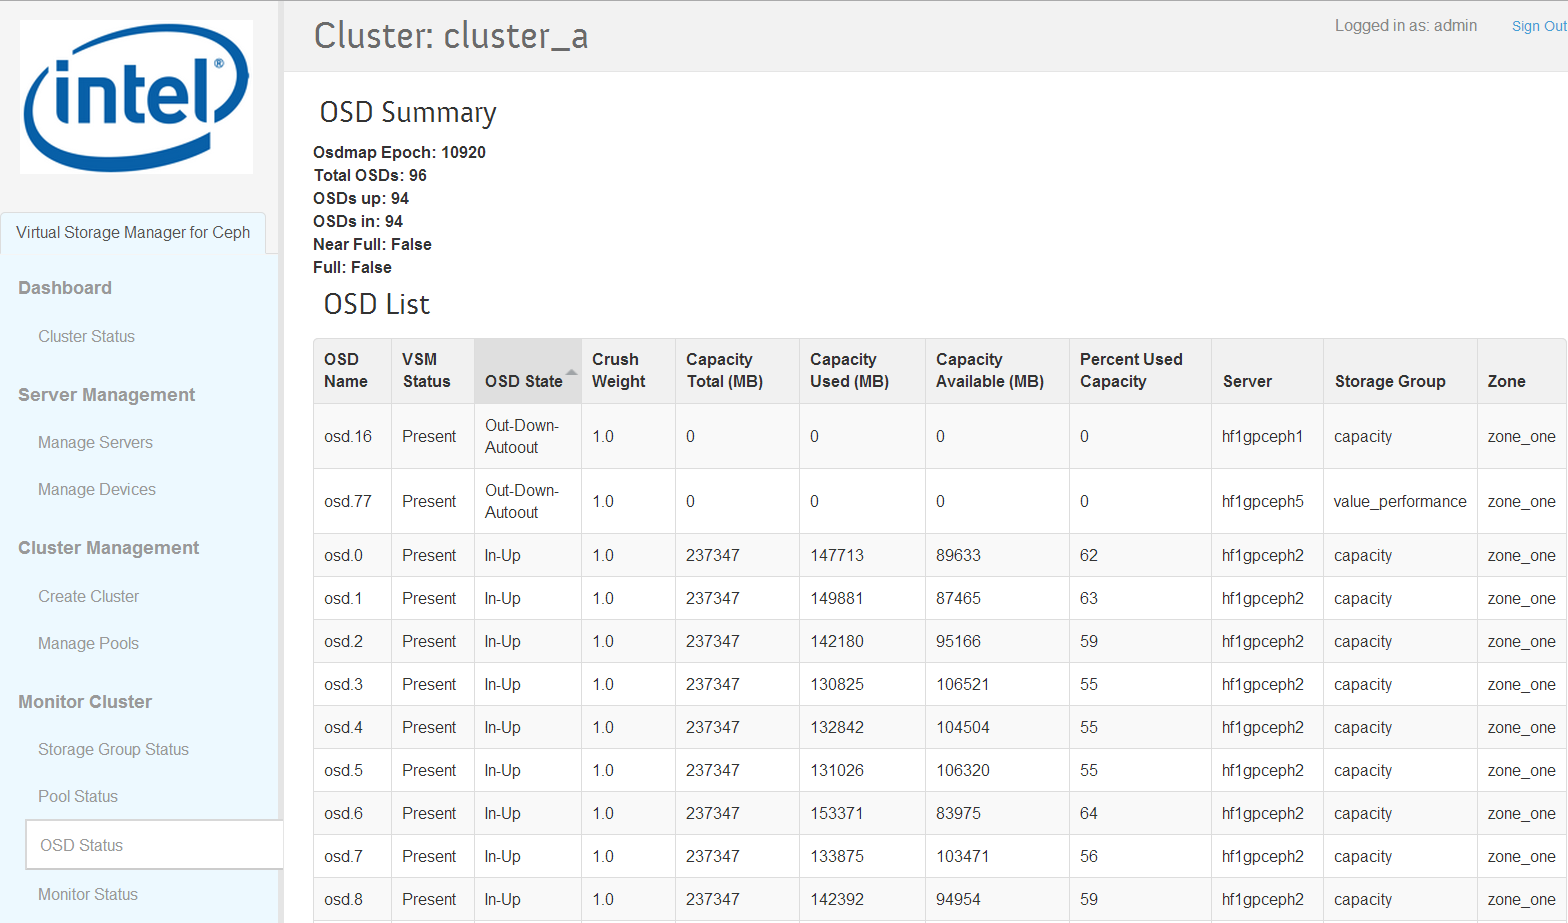 intel®
Cluster: cluster_a
Logged in as: admin
Sign Out
Virtual Storage Manager for Ceph
Dashboard
Cluster Status
Server Management
Manage Servers
Manage Devices
Cluster Management
Create Cluster
Manage Pools
Monitor Cluster
Storage Group Status
Pool Status
OSD Status
Monitor Status
OSD Summary
Osdmap Epoch: 10920
Total OSDs: 96
OSDs up: 94
OSDs in: 94
Near Full: False
Full: False
OSD List
OSD Name VSM Status OSD State Crush Weight Capacity Total (MB) Capacity Used (MB) Capacity Available (MB) Percent Used Capacity Server Storage Group Zone
osd.16 Present Out-Down-Autoout 1.0 0 0 0 0 hf1gpceph1 capacity zone_one
osd.77 Present Out-Down-Autoout 1.0 0 0 0 0 hf1gpceph5 value_performance zone_one
osd.0 Present In-Up 1.0 237347 147713 89633 62 hf1gpceph2 capacity zone_one
osd.1 Present In-Up 1.0 237347 149881 87465 63 hf1gpceph2 capacity zone_one
osd.2 Present In-Up 1.0 237347 142180 95166 59 hf1gpceph2 capacity zone_one
osd.3 Present In-Up 1.0 237347 130825 106521 55 hf1gpceph2 capacity zone_one
osd.4 Present In-Up 1.0 237347 132842 104504 55 hf1gpceph2 capacity zone_one
osd.5 Present In-Up 1.0 237347 131026 106320 55 hf1gpceph2 capacity zone_one
osd.6 Present In-Up 1.0 237347 153371 83975 64 hf1gpceph2 capacity zone_one
osd.7 Present In-Up 1.0 237347 133875 103471 56 hf1gpceph2 capacity zone_one
osd.8 Present In-Up 1.0 237347 142392 94954 59 hf1gpceph2 capacity zone_one